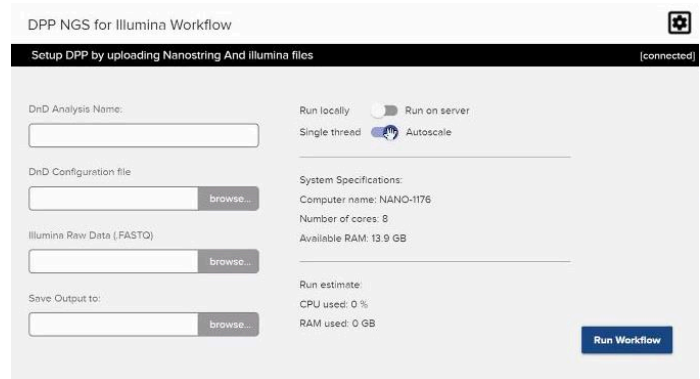 DPP NGS for Illumina Workflow
Setup DPP by uploading Nanostring And illumina files [connected]
DnD Analysis Name:
DnD Configuration file
browse...
Illumina Raw Data (.FASTQ)
browse...
Save Output to:
browse...
Run locally Run on server
Single thread Autoscale
System Specifications:
Computer name: NANO-1176
Number of cores: 8
Available RAM: 13.9 GB
Run estimate:
CPU used: 0 %
RAM used: 0 GB
Run Workflow